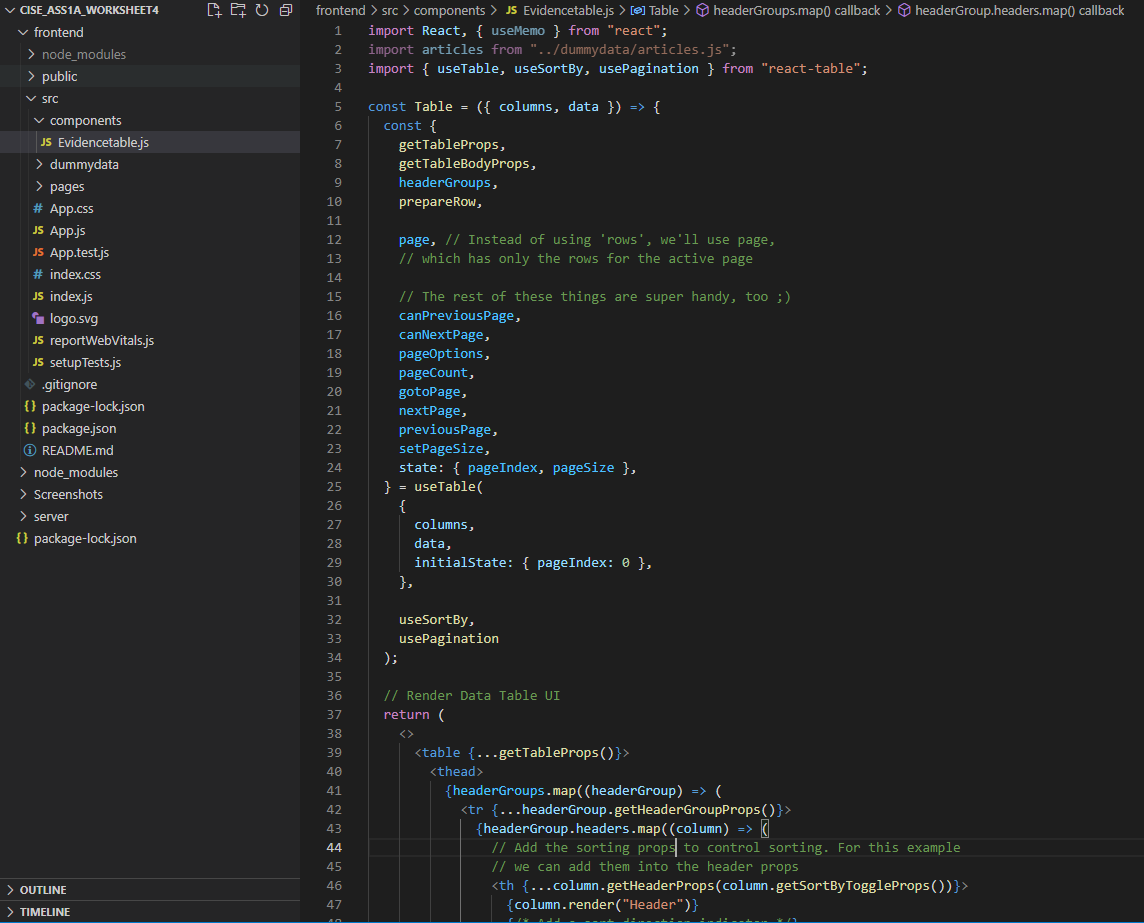 CISE_ASS1A_WORKSHEET4
frontend
node_modules
public
src
components
JS Evidencetable.js
dummydata
pages
# App.css
JS App.js
JS App.test.js
# index.css
JS index.js
logo.svg
JS reportWebVitals.js
JS setupTests.js
.gitignore
{} package-lock.json
{} package.json
README.md
node_modules
Screenshots
server
{} package-lock.json
OUTLINE
TIMELINE
frontend > src > components > JS Evidencetable.js > Table > headerGroups.map() callback > headerGroup.headers.map() callback
1 import React, { useMemo } from "react";
2 import articles from "../dummydata/articles.js";
3 import { useTable, useSortBy, usePagination } from "react-table";
4
5 const Table = ({ columns, data }) => {
6 const {
7 getTableProps,
8 getTableBodyProps,
9 headerGroups,
10 prepareRow,
11
12 page, // Instead of using 'rows', we'll use page,
13 // which has only the rows for the active page
14
15 // The rest of these things are super handy, too ;)
16 canPreviousPage,
17 canNextPage,
18 pageOptions,
19 pageCount,
20 gotoPage,
21 nextPage,
22 previousPage,
23 setPageSize,
24 state: { pageIndex, pageSize },
25 } = useTable(
26 {
27 columns,
28 data,
29 initialState: { pageIndex: 0 },
30 },
31
32 useSortBy,
33 usePagination
34 );
35
36 // Render Data Table UI
37 return (
38 <>
39 <table {...getTableProps()}>
40 <thead>
41 {headerGroups.map((headerGroup) => (
42 <tr {...headerGroup.getHeaderGroupProps()}>
43 {headerGroup.headers.map((column) => (
44 // Add the sorting props to control sorting. For this example
45 // we can add them into the header props
46 <th {...column.getHeaderProps(column.getSortByToggleProps())}>
47 {column.render("Header")}
48 {/* Add a sort direction indicator */}